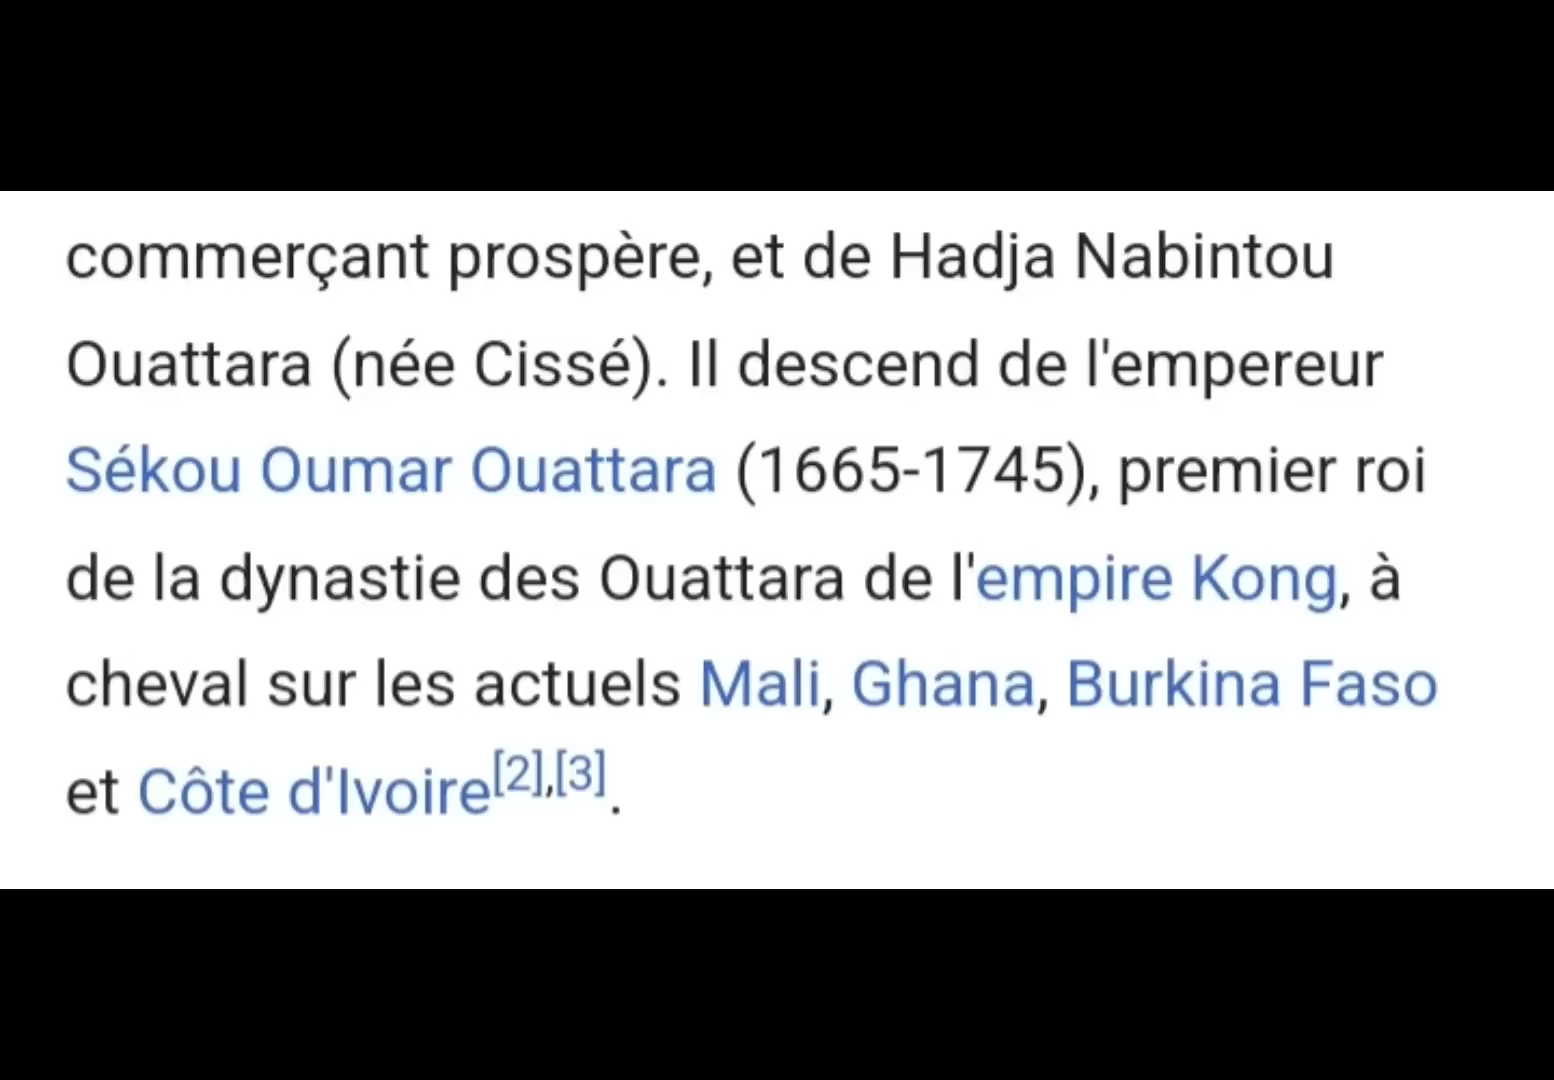 commerçant prospère, et de Hadja Nabintou
Ouattara (née Cissé). Il descend de l'empereur
Sékou Oumar Ouattara (1665-1745), premier roi
de la dynastie des Ouattara de l'empire Kong, à
cheval sur les actuels Mali, Ghana, Burkina Faso
et Côte d'Ivoire[2],[3].